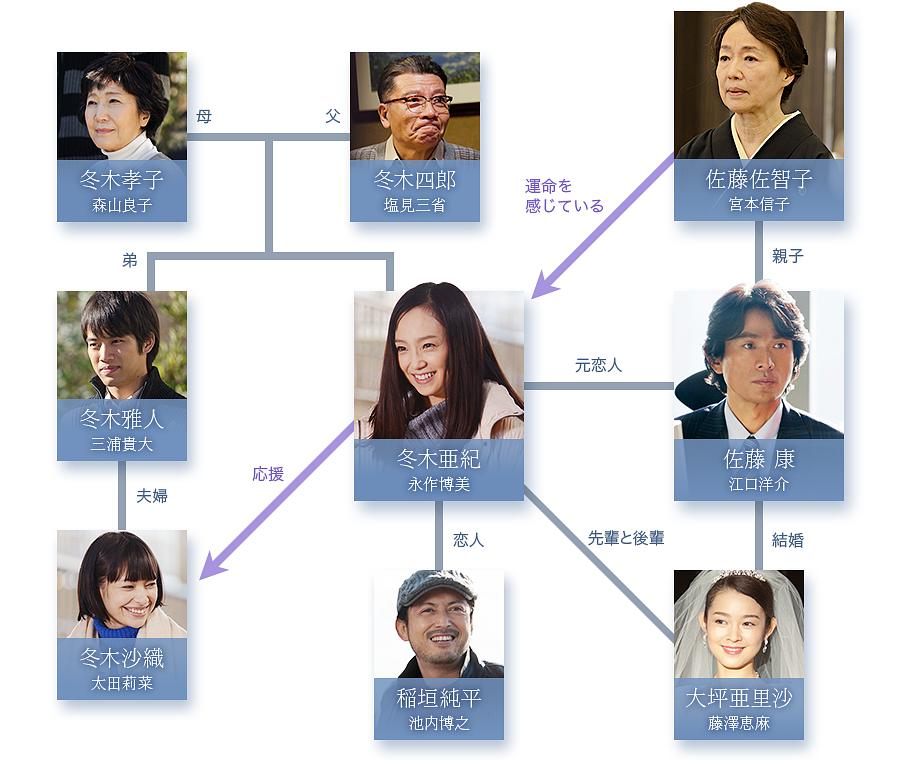 母
父
冬木孝子
森山良子
冬木四郎
塩見三省
佐藤佐智子
宮本信子
運命を
感じている
弟
親子
冬木雅人
三浦貴大
元恋人
冬木亜紀
永作博美
佐藤 康
江口洋介
応援
夫婦
恋人
先輩と後輩
結婚
冬木沙織
太田莉菜
稲垣純平
池内博之
大坪亜里沙
藤澤恵麻